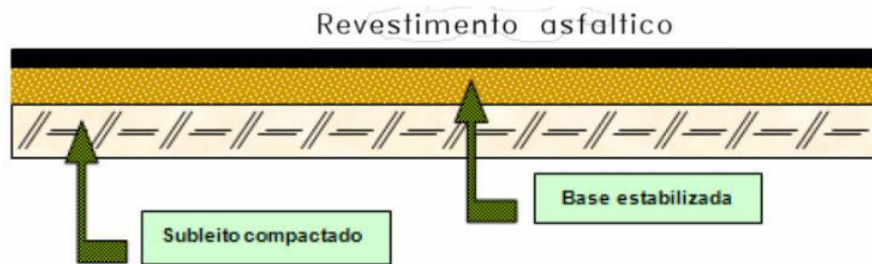 Revestimento asfaltico
Base estabilizada
Subleito compactado